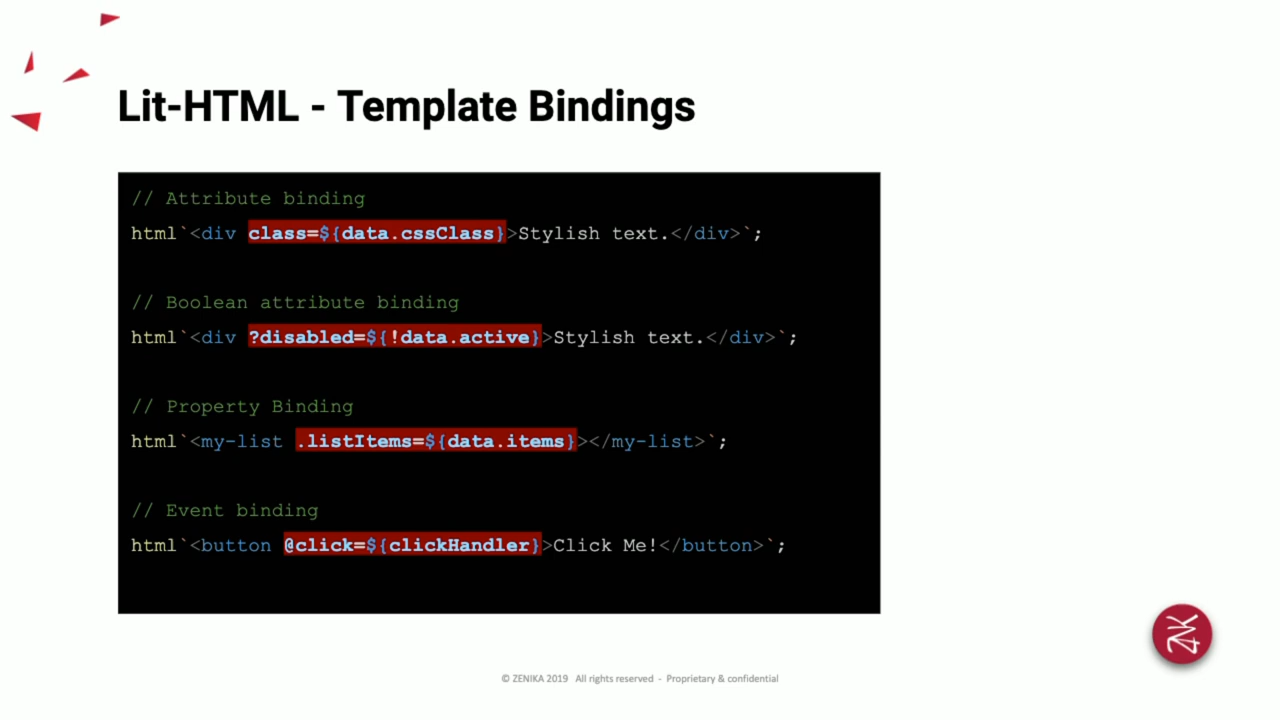 Lit-HTML - Template Bindings
// Attribute binding
html`<div class=${data.cssClass}>Stylish text.</div>`;
// Boolean attribute binding
html`<div ?disabled=${!data.active}>Stylish text.</div>`;
// Property Binding
html`<my-list .listItems=${data.items}></my-list>`;
// Event binding
html`<button @click=${clickHandler}>Click Me!</button>`;
ZNK
© ZENIKA 2019 All rights reserved - Proprietary & confidential